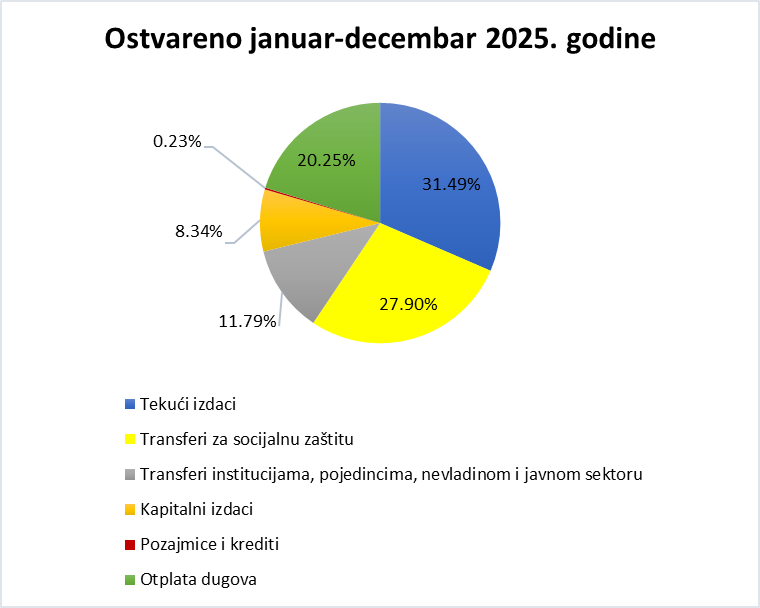 Ostvareno januar-decembar 2025. godine
0.23%
20.25%
31.49%
8.34%
27.90%
11.79%
Tekući izdaci
Transferi za socijalnu zaštitu
Transferi institucijama, pojedincima, nevladinom i javnom sektoru
Kapitalni izdaci
Pozajmice i krediti
Otplata dugova